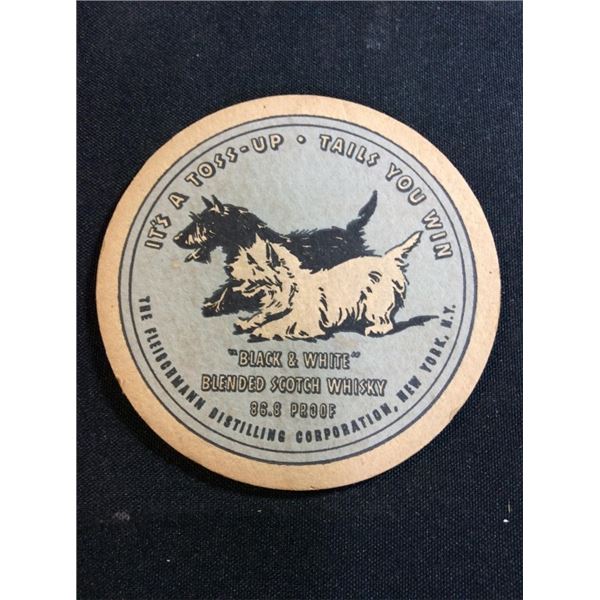 IT'S A TOSS-UP • TAILS YOU WIN
"BLACK & WHITE"
BLENDED SCOTCH WHISKY
86.8 PROOF
THE FLEISCHMANN DISTILLING CORPORATION, NEW YORK, N.Y.